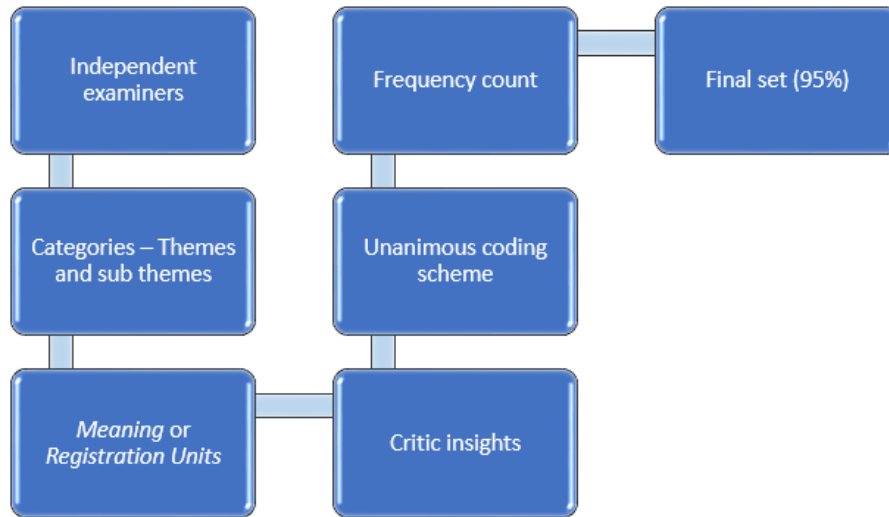 Independent
examiners
Categories – Themes
and sub themes
Meaning or
Registration Units
Critic insights
Unanimous coding
scheme
Frequency count
Final set (95%)